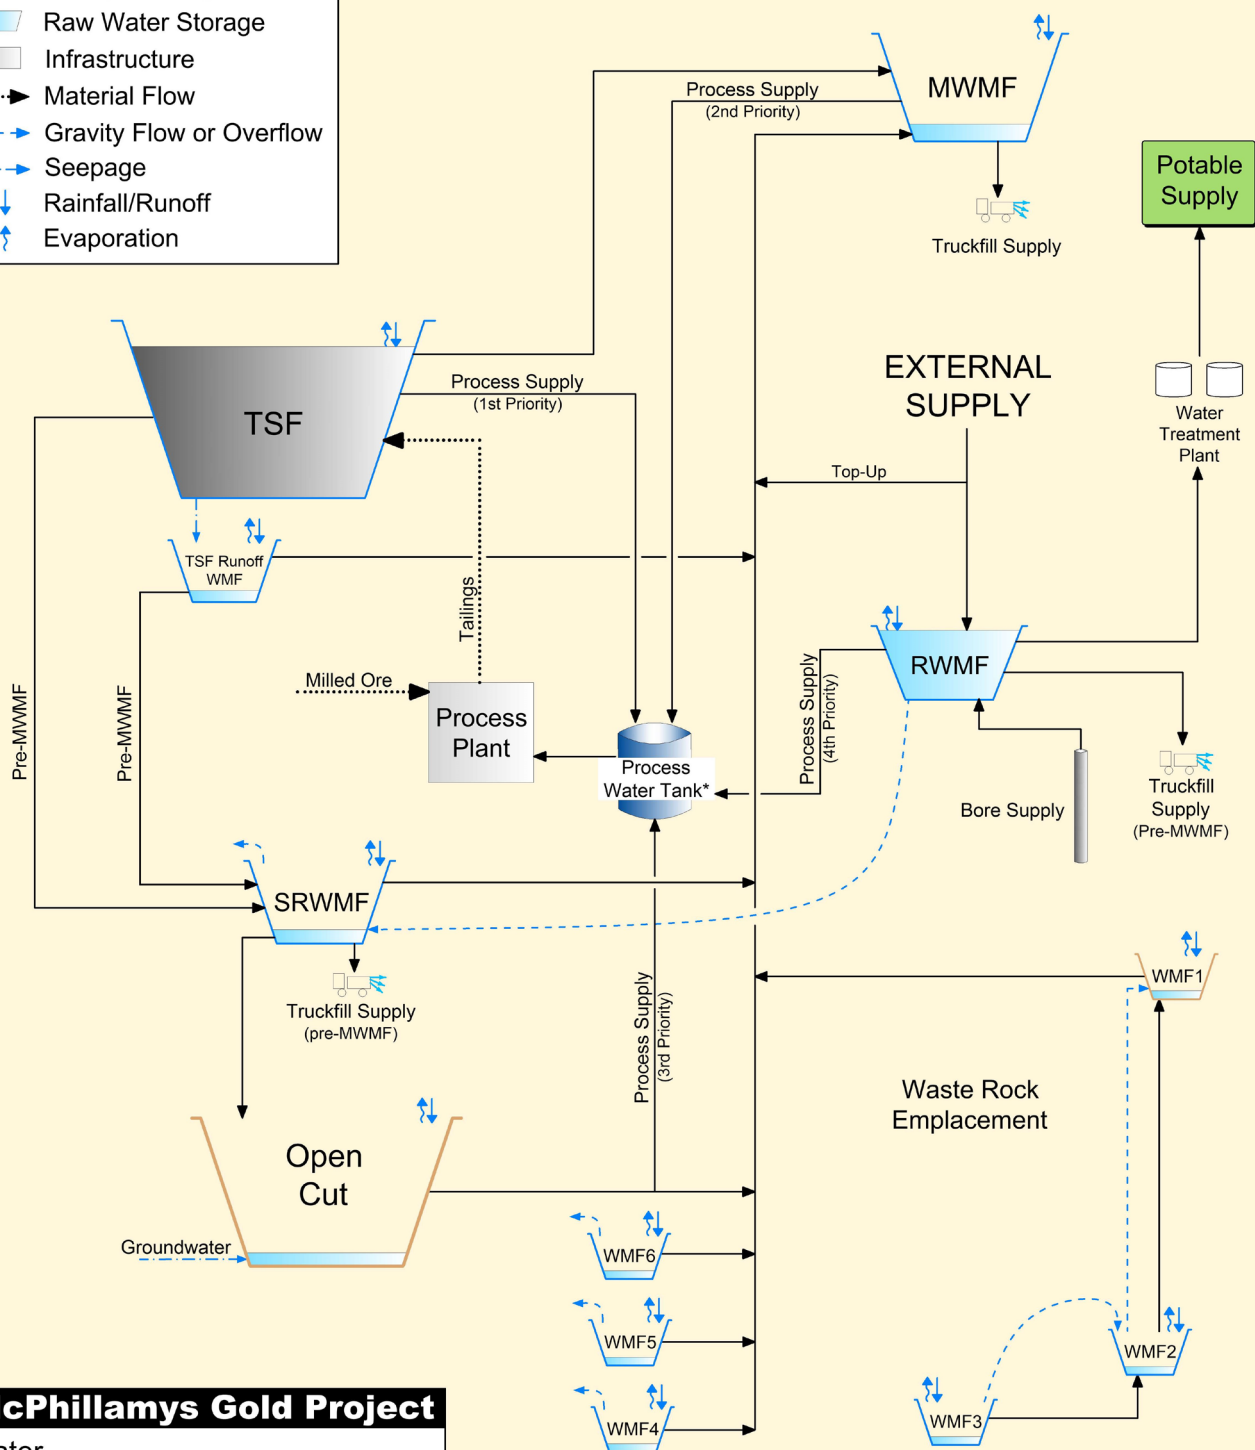 Raw Water Storage
Infrastructure
Material Flow
Gravity Flow or Overflow
Seepage
Rainfall/Runoff
Evaporation
MWMF
Process Supply
(2nd Priority)
Truckfill Supply
Potable
Supply
TSF
Process Supply
(1st Priority)
EXTERNAL
SUPPLY
Top-Up
Water
Treatment
Plant
TSF Runoff
WMF
Tailings
Milled Ore
Process
Plant
Process
Water Tank*
Process Supply
(4th Priority)
RWMF
Bore Supply
Truckfill
Supply
(Pre-MWMF)
Pre-MWMF
Pre-MWMF
SRWMF
Truckfill Supply
(pre-MWMF)
Process Supply
(3rd Priority)
WMF1
Waste Rock
Emplacement
Open
Cut
Groundwater
WMF6
WMF5
WMF4
WMF2
WMF3
cPhillamys Gold Project